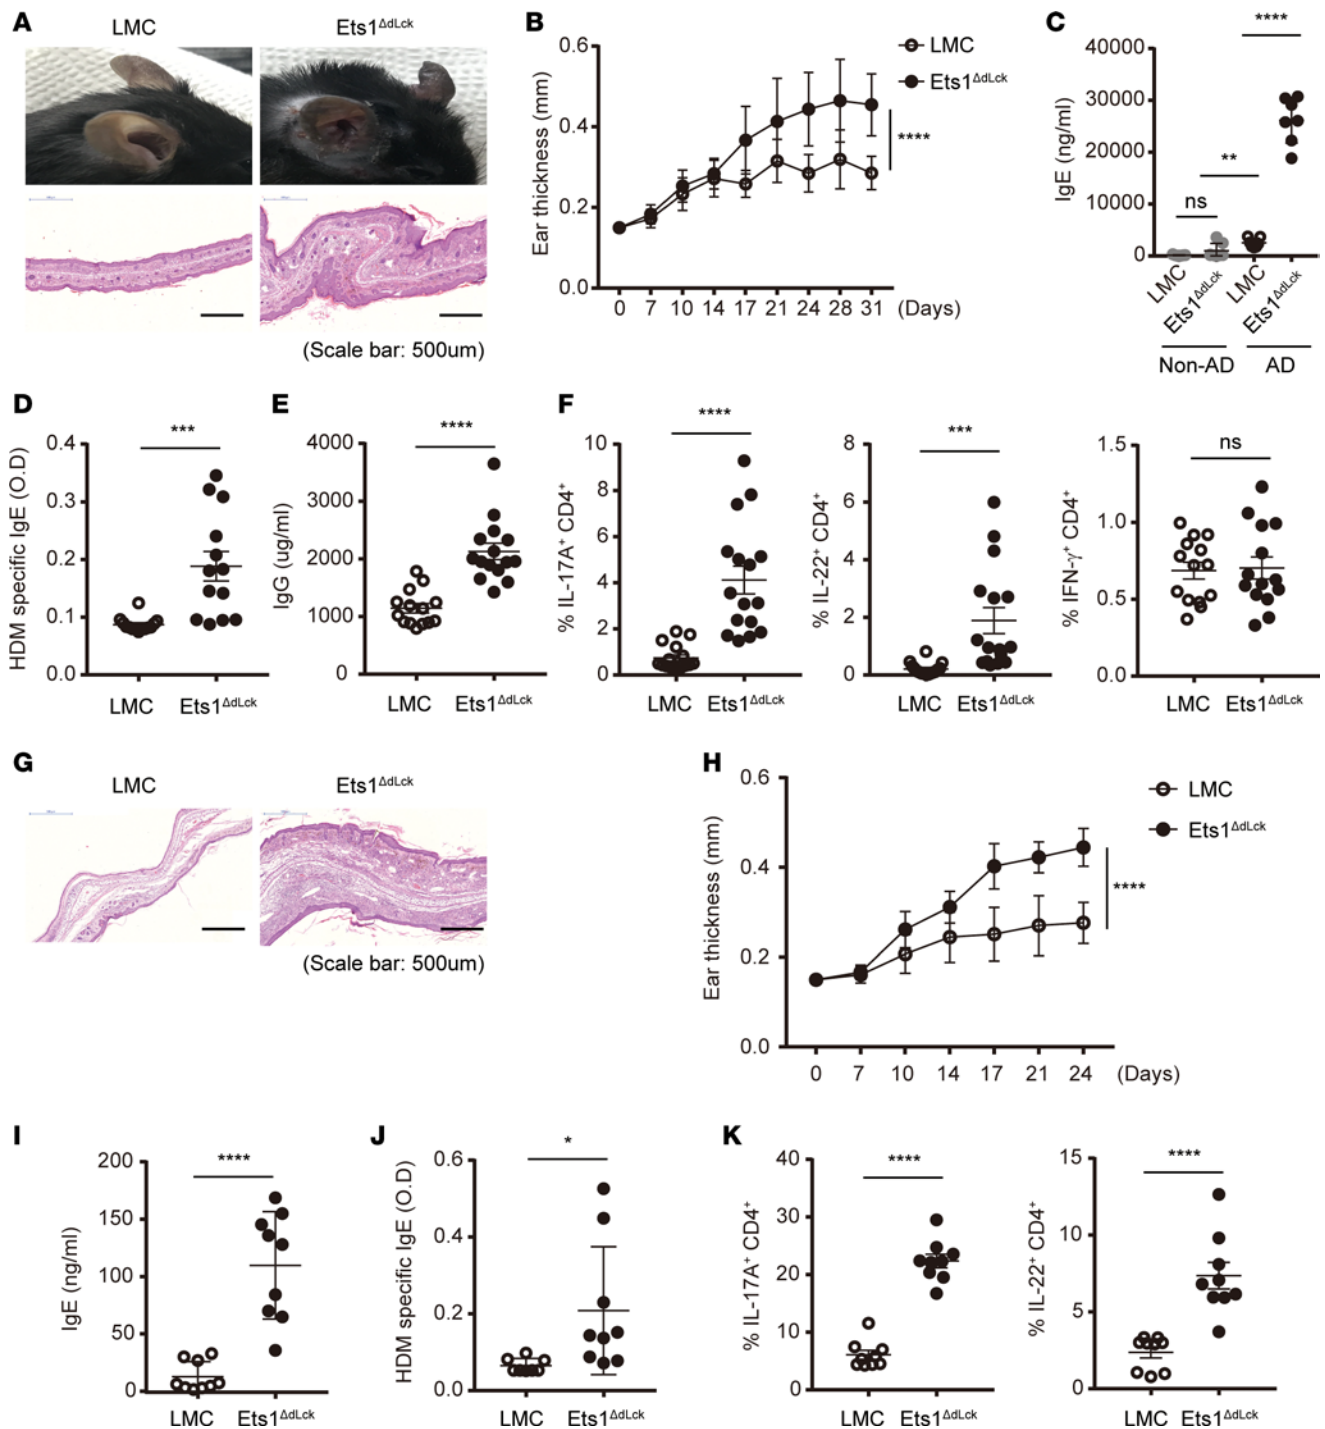 A
LMC
Ets1ΔdLck
(Scale bar: 500um)
B
Ear thickness (mm)
0.6
0.4
0.2
0.0
0 7 10 14 17 21 24 28 31 (Days)
LMC
Ets1ΔdLck
****
C
IgE (ng/ml)
40000
30000
20000
10000
0
ns
**
****
LMC
Ets1ΔdLck
LMC
Ets1ΔdLck
Non-AD
AD
D
HDM specific IgE (O.D)
0.4
0.3
0.2
0.1
0.0
***
LMC Ets1ΔdLck
E
IgG (ug/ml)
4000
3000
2000
1000
0
****
LMC Ets1ΔdLck
F
% IL-17A+ CD4+
10
8
6
4
2
0
****
LMC Ets1ΔdLck
% IL-22+ CD4+
8
6
4
2
0
***
LMC Ets1ΔdLck
% IFN-γ+ CD4+
1.5
1.0
0.5
0.0
ns
LMC Ets1ΔdLck
G
LMC
Ets1ΔdLck
(Scale bar: 500um)
H
Ear thickness (mm)
0.6
0.4
0.2
0.0
0 7 10 14 17 21 24 (Days)
LMC
Ets1ΔdLck
****
I
IgE (ng/ml)
200
150
100
50
0
****
LMC Ets1ΔdLck
J
HDM specific IgE (O.D)
0.6
0.4
0.2
0.0
*
LMC Ets1ΔdLck
K
% IL-17A+ CD4+
40
30
20
10
0
****
LMC Ets1ΔdLck
% IL-22+ CD4+
15
10
5
0
****
LMC Ets1ΔdLck